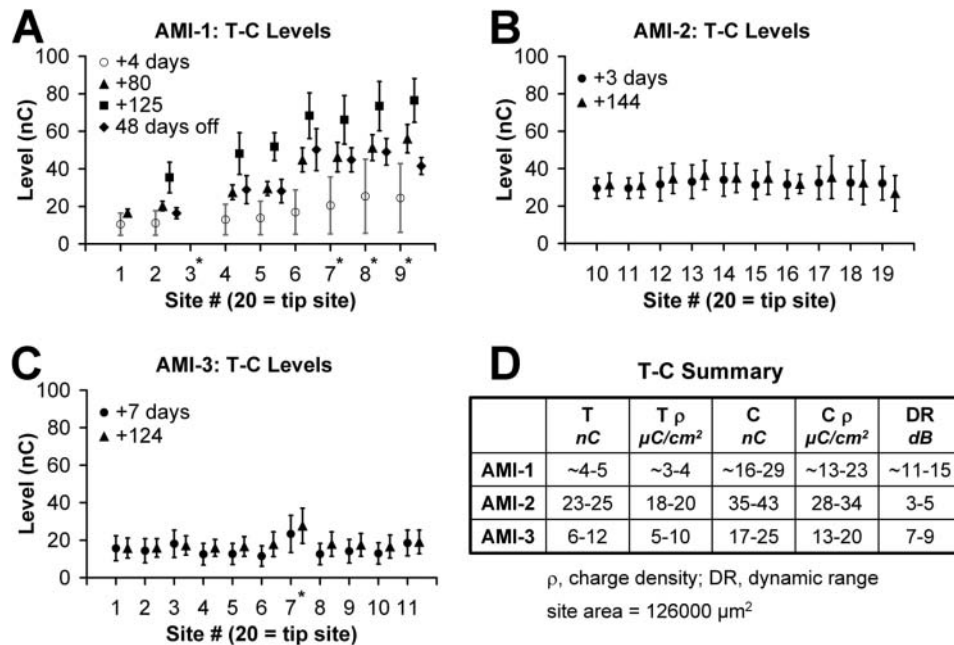 A
AMI-1: T-C Levels
100
80
60
40
20
0
Level (nC)
+4 days
+80
+125
48 days off
1 2 3* 4 5 6 7* 8* 9*
Site # (20 = tip site)
B
AMI-2: T-C Levels
100
80
60
40
20
0
Level (nC)
+3 days
+144
10 11 12 13 14 15 16 17 18 19
Site # (20 = tip site)
C
AMI-3: T-C Levels
100
80
60
40
20
0
Level (nC)
+7 days
+124
1 2 3 4 5 6 7* 8 9 10 11
Site # (20 = tip site)
D
T-C Summary
T T ρ C C ρ DR
nC μC/cm² nC μC/cm² dB
AMI-1 ~4-5 ~3-4 ~16-29 ~13-23 ~11-15
AMI-2 23-25 18-20 35-43 28-34 3-5
AMI-3 6-12 5-10 17-25 13-20 7-9
ρ, charge density; DR, dynamic range
site area = 126000 μm²